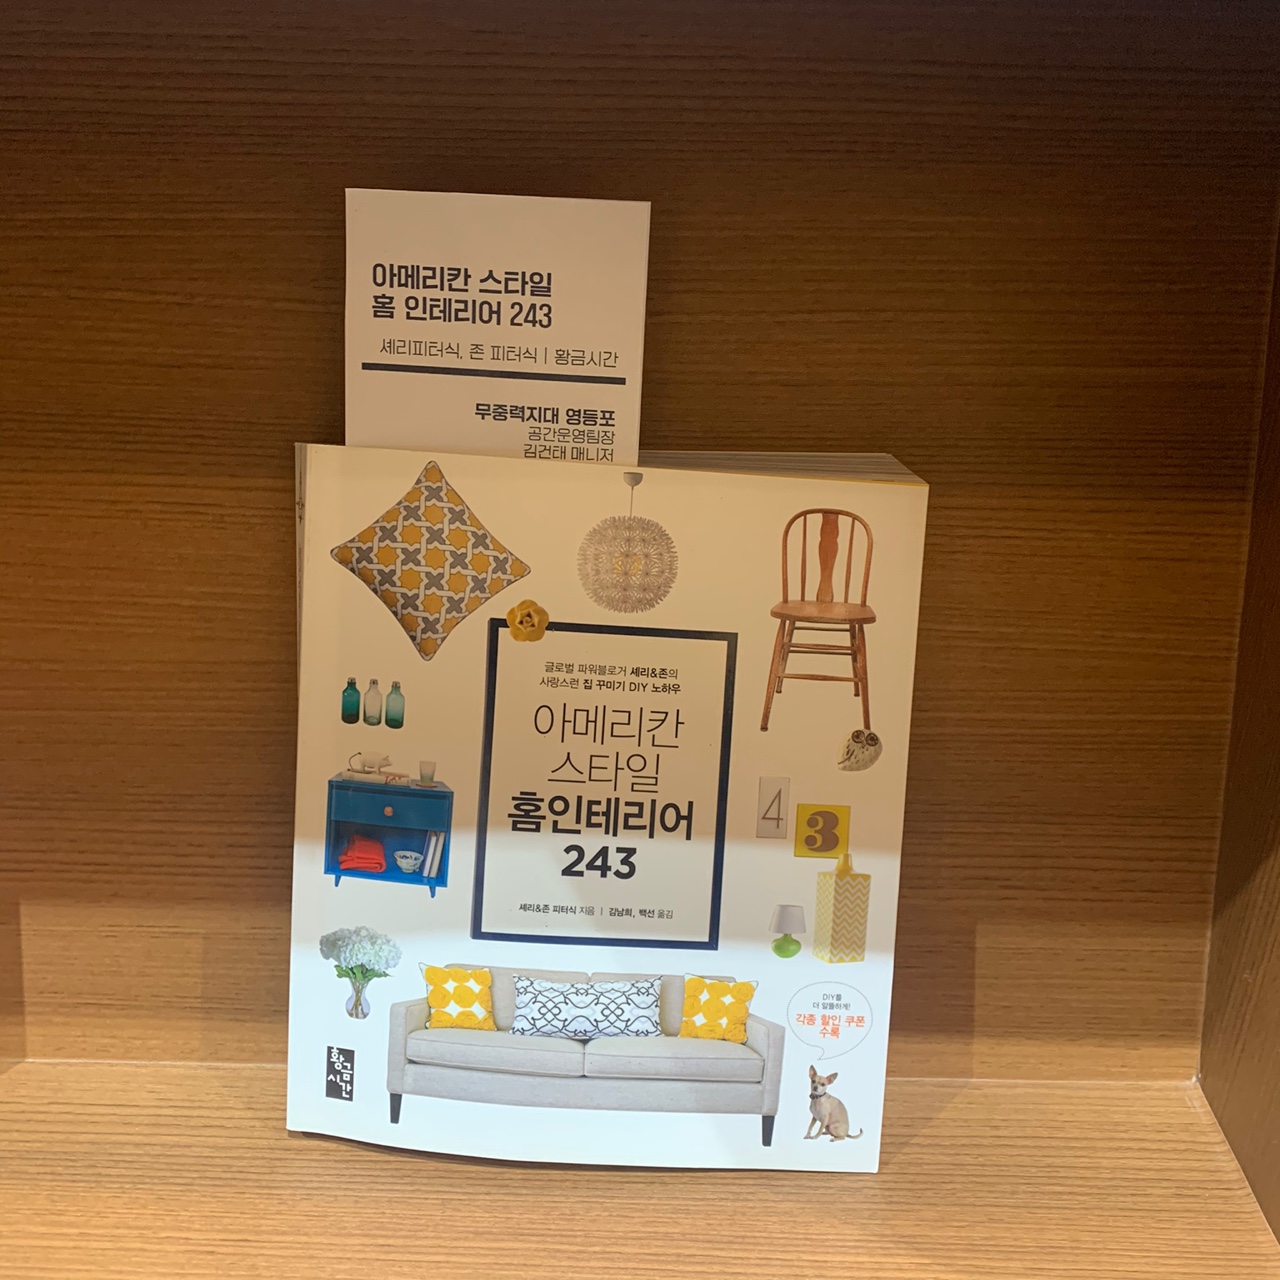 아메리칸 스타일
홈 인테리어 243
셰리피터식, 존 피터식 | 황금시간
무중력지대 영등포
공간운영팀장
김건태 매니저
글로벌 파워블로거 셰리&존의
사랑스런 집 꾸미기 DIY 노하우
아메리칸
스타일
홈인테리어
243
셰리&존 피터식 지음 | 김남희, 백선 옮김
4
3
DIY를
더 알뜰하게!
각종 할인 쿠폰
수록
황금
시간